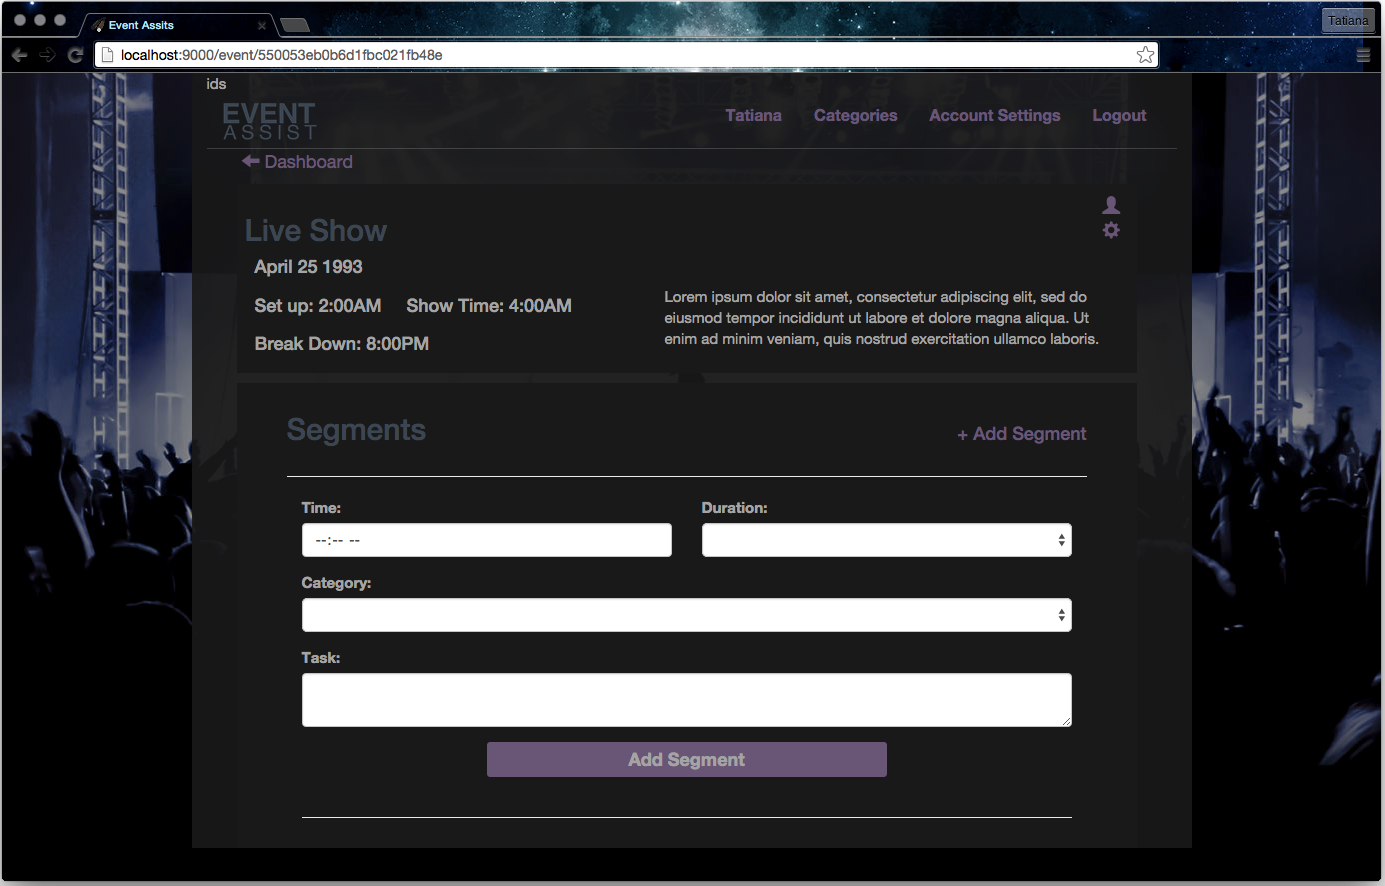 Event Assits
Tatiana
localhost:9000/event/550053eb0b6d1fbc021fb48e
ids
EVENT
ASSIST
Tatiana Categories Account Settings Logout
Dashboard
Live Show
April 25 1993
Set up: 2:00AM Show Time: 4:00AM
Break Down: 8:00PM
Lorem ipsum dolor sit amet, consectetur adipiscing elit, sed do
eiusmod tempor incididunt ut labore et dolore magna aliqua. Ut
enim ad minim veniam, quis nostrud exercitation ullamco laboris.
Segments
+ Add Segment
Time: Duration:
--:-- --
Category:
Task:
Add Segment